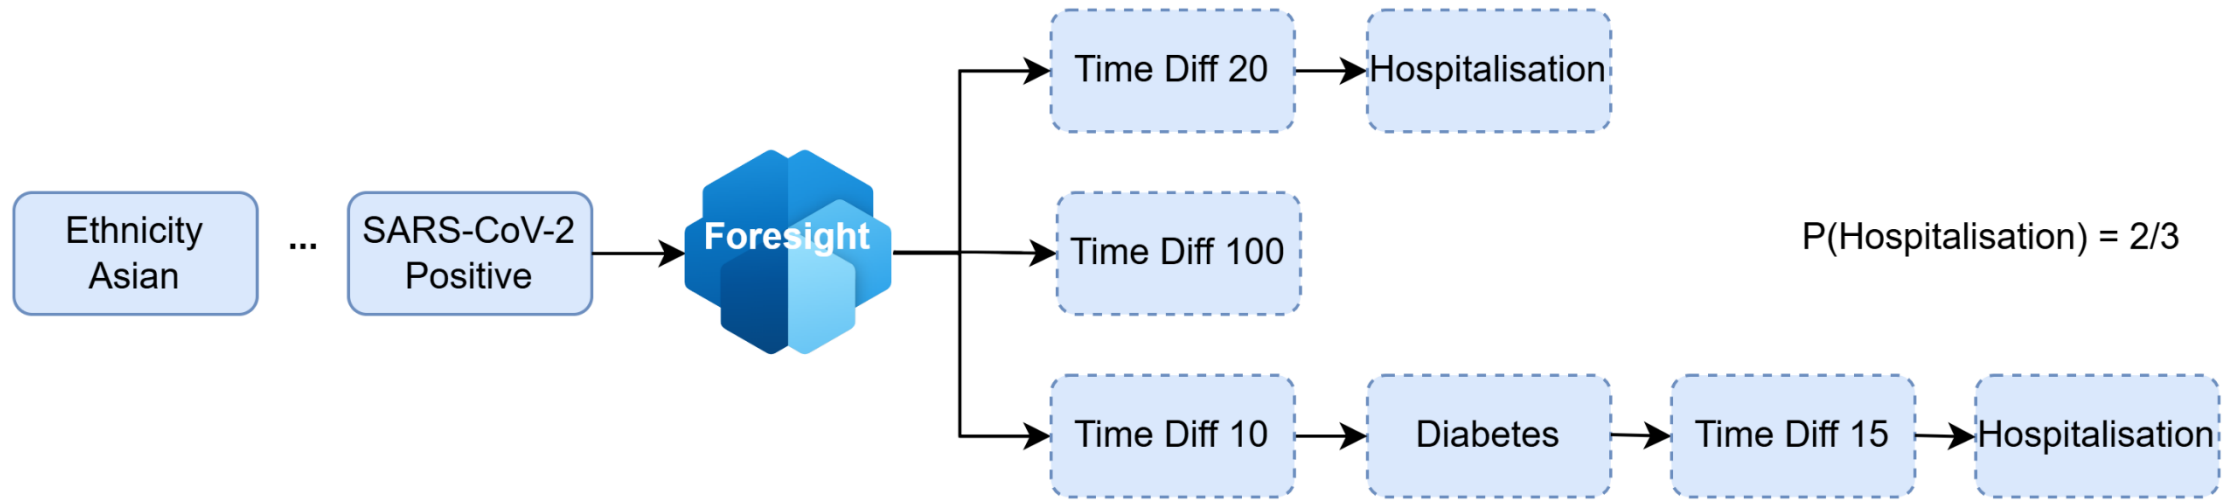 Ethnicity
Asian
...
SARS-CoV-2
Positive
Foresight
Time Diff 20
Hospitalisation
Time Diff 100
P(Hospitalisation) = 2/3
Time Diff 10
Diabetes
Time Diff 15
Hospitalisation